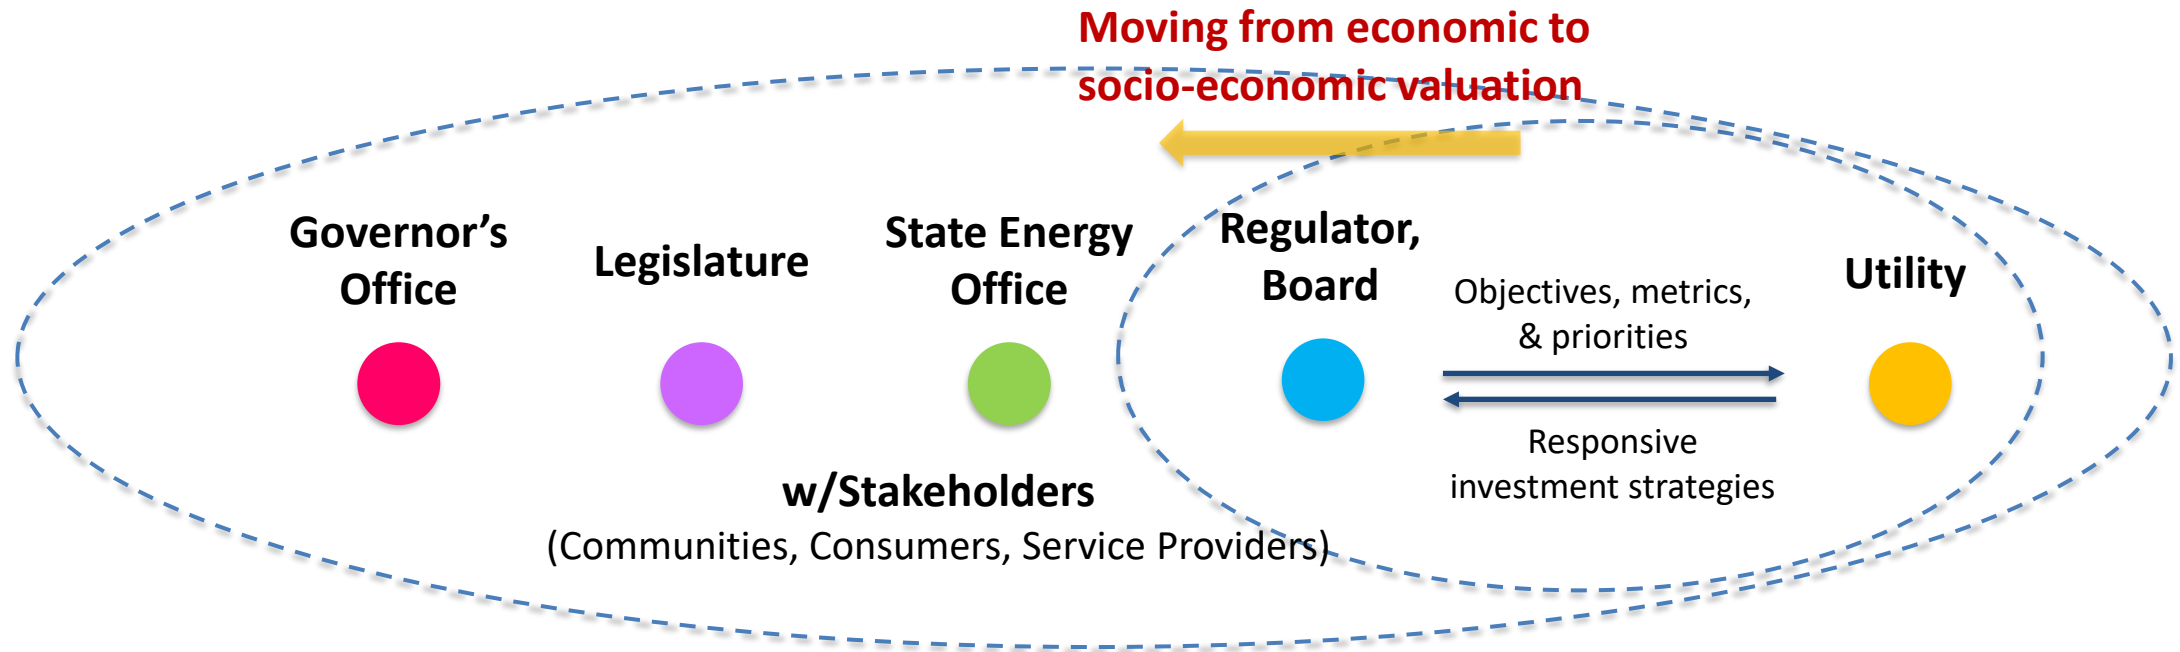 Moving from economic to
socio-economic valuation
Governor’s
Office
Legislature
State Energy
Office
Regulator,
Board
Objectives, metrics,
& priorities
Utility
Responsive
investment strategies
w/Stakeholders
(Communities, Consumers, Service Providers)